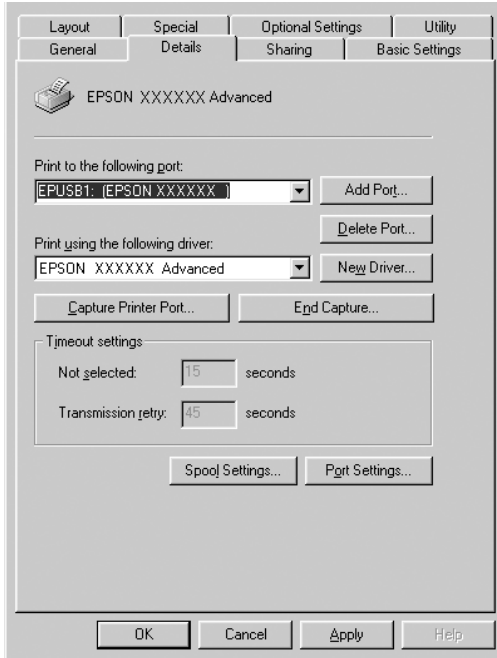 Layout Special Optional Settings Utility
General Details Sharing Basic Settings
EPSON XXXXXX Advanced
Print to the following port:
EPUSB1: (EPSON XXXXXX )
Add Port...
Delete Port...
Print using the following driver:
EPSON XXXXXX Advanced
New Driver...
Capture Printer Port... End Capture...
Timeout settings
Not selected: 15 seconds
Transmission retry: 45 seconds
Spool Settings... Port Settings...
OK Cancel Apply Help